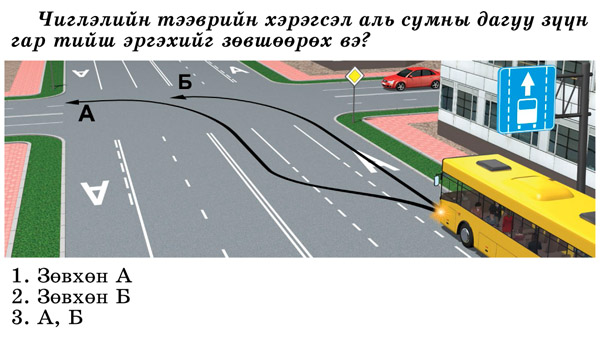 Чиглэлийн тээврийн хэрэгсэл аль сумны дагуу зүүн
гар тийш эргэхийг зөвшөөрөх вэ?
А
Б
А
А
А
1. Зөвхөн А
2. Зөвхөн Б
3. А, Б